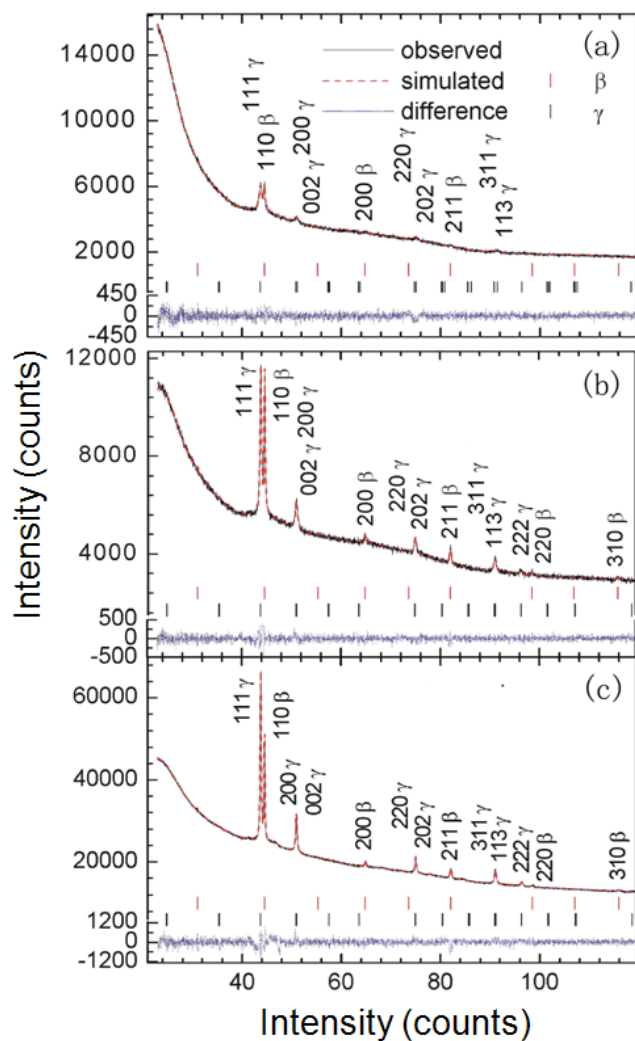 Intensity (counts)
(a)
observed
simulated
difference
β
γ
16000
14000
10000
6000
2000
450
0
-450
111 γ
110 β
200 γ
002 γ
200 β
220 γ
202 γ
211 β
311 γ
113 γ
(b)
12000
8000
4000
500
0
-500
111 γ
110 β
002 γ
200 γ
200 β
220 γ
202 γ
211 β
311 γ
113 γ
222 γ
220 β
310 β
(c)
60000
40000
20000
1200
0
-1200
111 γ
110 β
200 γ
002 γ
200 β
220 γ
202 γ
211 β
311 γ
113 γ
222 γ
220 β
310 β
40
60
80
100
Intensity (counts)